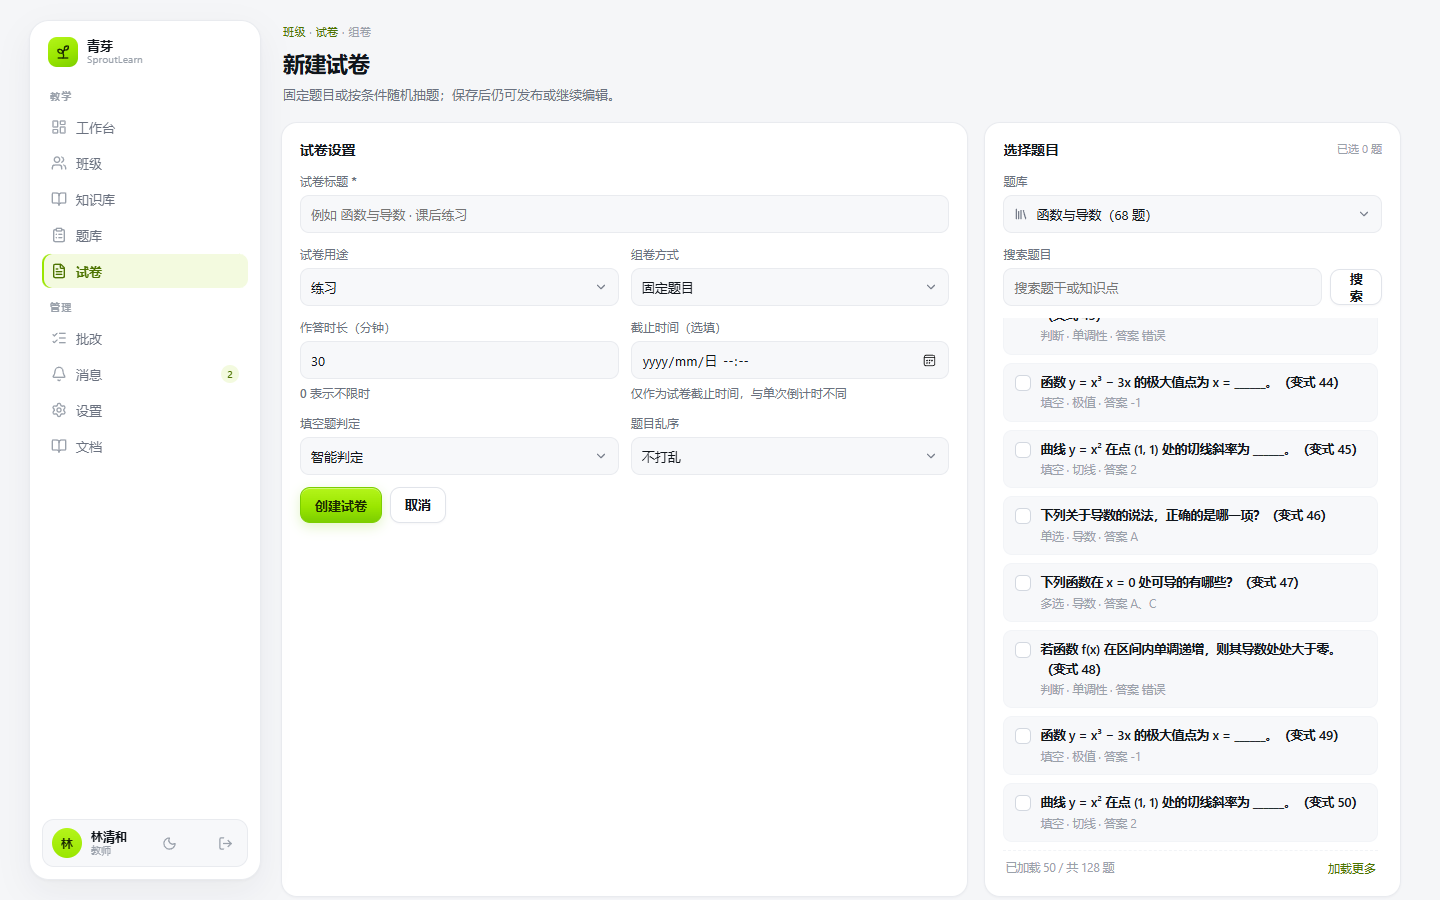 青芽
SproutLearn
教学
工作台
班级
知识库
题库
试卷
管理
批改
消息
2
设置
文档
林
林清和
教师
班级 · 试卷 · 组卷
新建试卷
固定题目或按条件随机抽题；保存后仍可发布或继续编辑。
试卷设置
试卷标题 *
例如 函数与导数 · 课后练习
试卷用途
组卷方式
练习
固定题目
作答时长（分钟）
截止时间（选填）
30
yyyy/mm/日 --:--
0 表示不限时
仅作为试卷截止时间，与单次倒计时不同
填空题判定
题目乱序
智能判定
不打乱
创建试卷
取消
选择题目
已选 0 题
题库
函数与导数（68 题）
搜索题目
搜索题干或知识点
搜
索
判断 · 单调性 · 答案 错误
函数 y = x³ − 3x 的极大值点为 x = _____。（变式 44）
填空 · 极值 · 答案 -1
曲线 y = x² 在点 (1, 1) 处的切线斜率为 _____。（变式 45）
填空 · 切线 · 答案 2
下列关于导数的说法，正确的是哪一项？（变式 46）
单选 · 导数 · 答案 A
下列函数在 x = 0 处可导的有哪些？（变式 47）
多选 · 导数 · 答案 A、C
若函数 f(x) 在区间内单调递增，则其导数处处大于零。
（变式 48）
判断 · 单调性 · 答案 错误
函数 y = x³ − 3x 的极大值点为 x = _____。（变式 49）
填空 · 极值 · 答案 -1
曲线 y = x² 在点 (1, 1) 处的切线斜率为 _____。（变式 50）
填空 · 切线 · 答案 2
已加载 50 / 共 128 题
加载更多